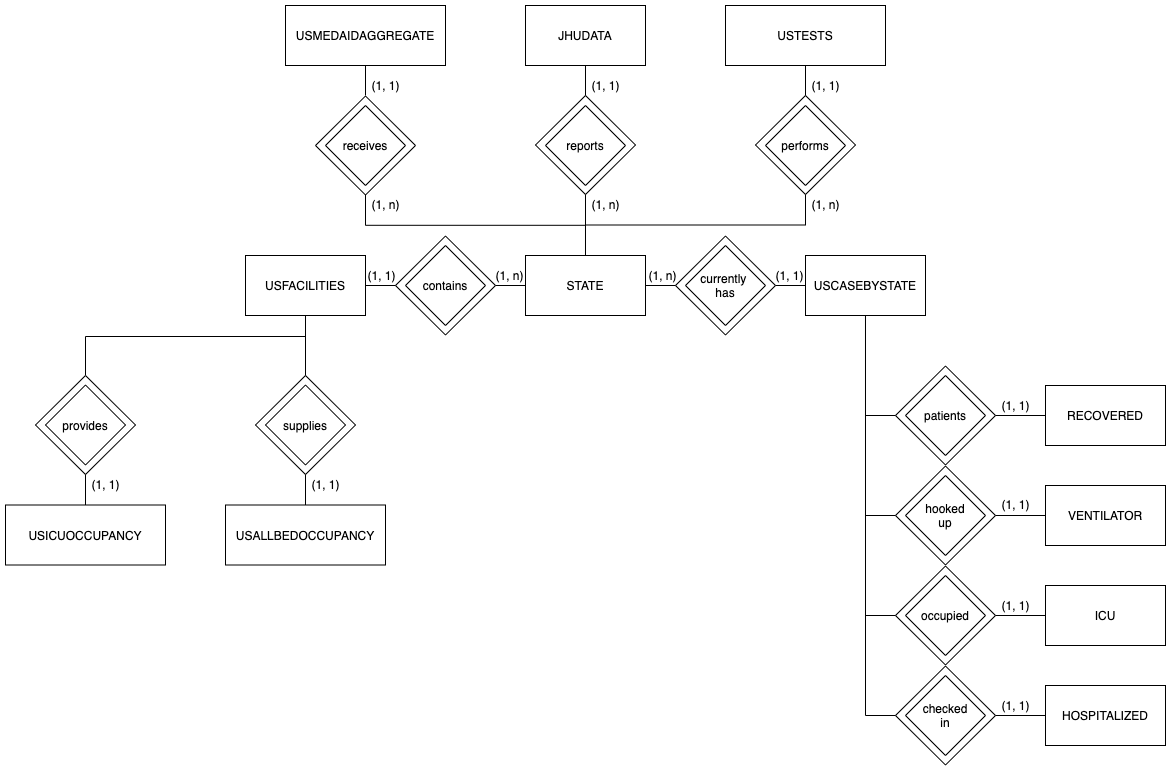 USMEDAIDAGGREGATE
JHUDATA
USTESTS
(1, 1)
(1, 1)
(1, 1)
receives
reports
performs
(1, n)
(1, n)
(1, n)
USFACILITIES
(1, 1)
contains
(1, n)
STATE
(1, n)
currently
has
(1, 1)
USCASEBYSTATE
provides
supplies
patients
(1, 1)
RECOVERED
(1, 1)
(1, 1)
USICUOCCUPANCY
USALLBEDOCCUPANCY
hooked
up
(1, 1)
VENTILATOR
occupied
(1, 1)
ICU
checked
in
(1, 1)
HOSPITALIZED